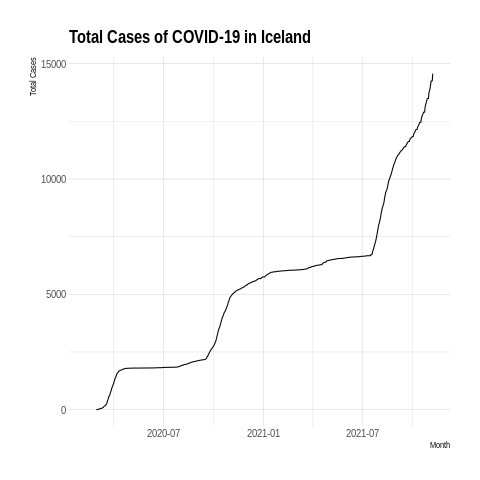 Total Cases of COVID-19 in Iceland
Total Cases
15000
10000
5000
0
2020-07
2021-01
2021-07
Month